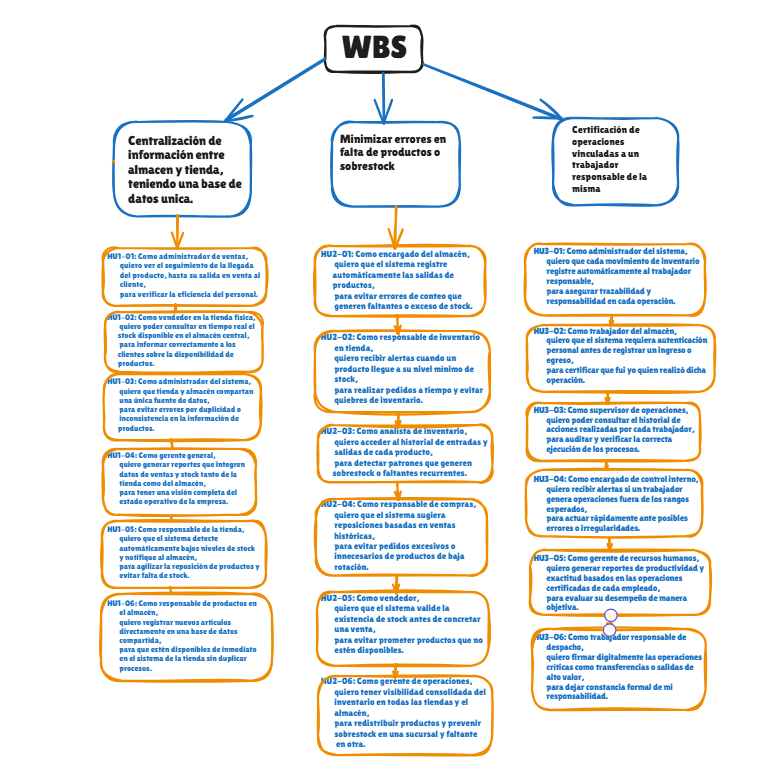 WBS
Centralización de
información entre
almacen y tienda,
teniendo una base de
datos unica.
HU1-01: Como administrador de ventas,
quiero ver el seguimiento de la llegada
del producto, hasta su salida en venta al
cliente,
para verificar la eficiencia del personal.
HU1-02: Como vendedor en la tienda física,
quiero poder consultar en tiempo real el
stock disponible en el almacén central,
para informar correctamente a los
clientes sobre la disponibilidad de
productos.
HU1-03: Como administrador del sistema,
quiero que tienda y almacén compartan
una única fuente de datos,
para evitar errores por duplicidad o
inconsistencia en la información de
productos.
HU1-04: Como gerente general,
quiero generar reportes que integren
datos de ventas y stock tanto de la
tienda como del almacén,
para tener una visión completa del
estado operativo de la empresa.
HU1-05: Como responsable de la tienda,
quiero que el sistema detecte
automáticamente bajos niveles de stock
y notifique al almacén,
para agilizar la reposición de productos y
evitar falta de stock.
HU1-06: Como responsable de productos en
el almacén,
quiero registrar nuevos artículos
directamente en una base de datos
compartida,
para que estén disponibles de inmediato
en el sistema de la tienda sin duplicar
procesos.
Minimizar errores en
falta de productos o
sobrestock
HU2-01: Como encargado del almacén,
quiero que el sistema registre
automáticamente las salidas de
productos,
para evitar errores de conteo que
generen faltantes o exceso de stock.
HU2-02: Como responsable de inventario
en tienda,
quiero recibir alertas cuando un
producto llegue a su nivel mínimo de
stock,
para realizar pedidos a tiempo y evitar
quiebres de inventario.
HU2-03: Como analista de inventario,
quiero acceder al historial de entradas y
salidas de cada producto,
para detectar patrones que generen
sobrestock o faltantes recurrentes.
HU2-04: Como responsable de compras,
quiero que el sistema sugiera
reposiciones basadas en ventas
históricas,
para evitar pedidos excesivos o
innecesarios de productos de baja
rotación.
HU2-05: Como vendedor,
quiero que el sistema valide la
existencia de stock antes de concretar
una venta,
para evitar prometer productos que no
estén disponibles.
HU2-06: Como gerente de operaciones,
quiero tener visibilidad consolidada del
inventario en todas las tiendas y el
almacén,
para redistribuir productos y prevenir
sobrestock en una sucursal y faltante
en otra.
Certificación de
operaciones
vinculadas a un
trabajador
responsable de la
misma
HU3-01: Como administrador del sistema,
quiero que cada movimiento de inventario
registre automáticamente al trabajador
responsable,
para asegurar trazabilidad y
responsabilidad en cada operación.
HU3-02: Como trabajador del almacén,
quiero que el sistema requiera autenticación
personal antes de registrar un ingreso o
egreso,
para certificar que fui yo quien realizó dicha
operación.
HU3-03: Como supervisor de operaciones,
quiero poder consultar el historial de
acciones realizadas por cada trabajador,
para auditar y verificar la correcta
ejecución de los procesos.
HU3-04: Como encargado de control interno,
quiero recibir alertas si un trabajador
genera operaciones fuera de los rangos
esperados,
para actuar rápidamente ante posibles
errores o irregularidades.
HU3-05: Como gerente de recursos humanos,
quiero generar reportes de productividad y
exactitud basados en las operaciones
certificadas de cada empleado,
para evaluar su desempeño de manera
objetiva.
HU3-06: Como trabajador responsable de
despacho,
quiero firmar digitalmente las operaciones
críticas como transferencias o salidas de
alto valor,
para dejar constancia formal de mi
responsabilidad.